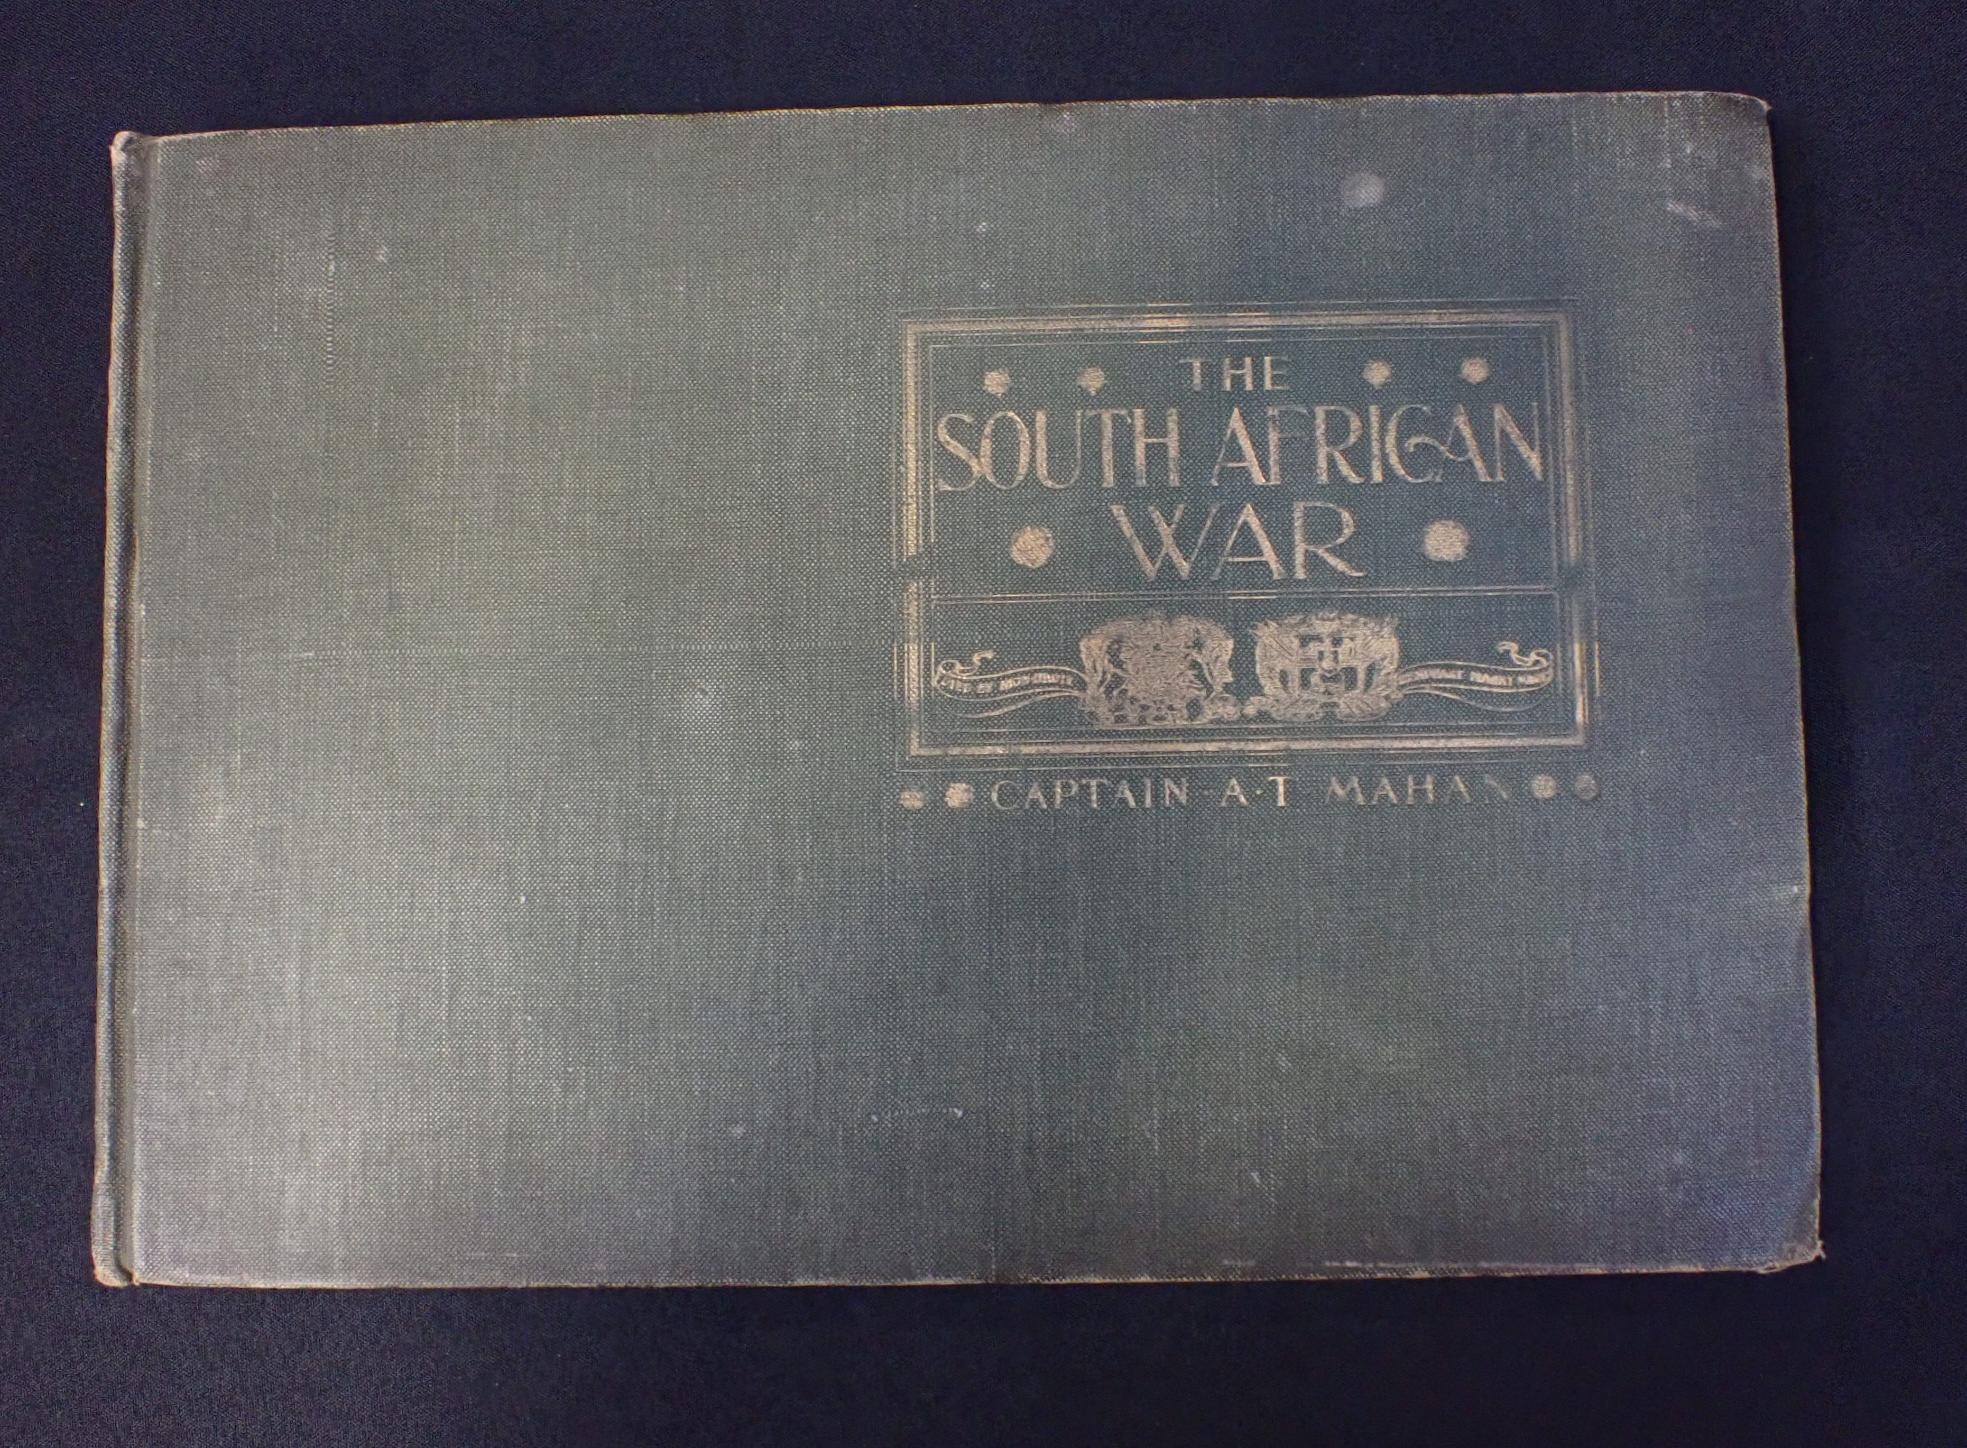 THE
SOUTH AFRICAN
WAR
CAPTAIN A·T MAHAN